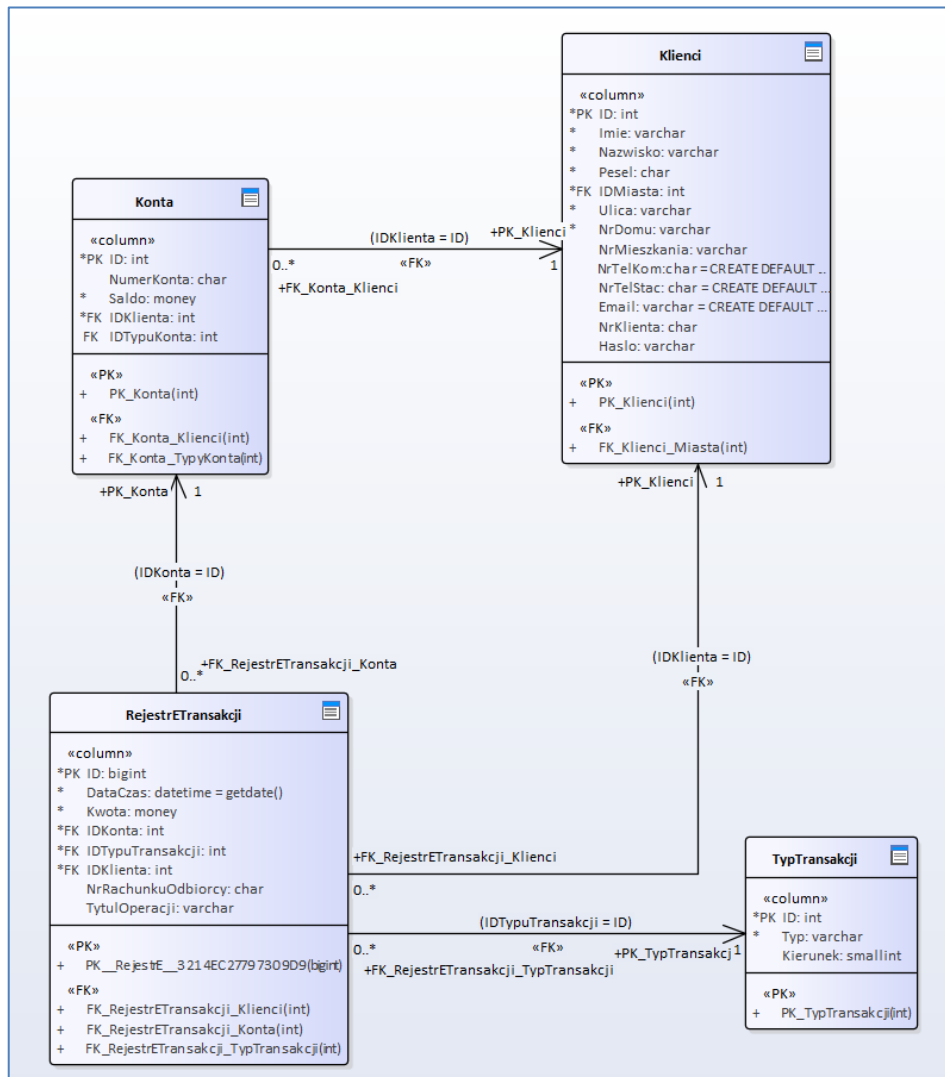 Klienci
«column»
*PK ID: int
* Imie: varchar
* Nazwisko: varchar
* Pesel: char
*FK IDMiasta: int
* Ulica: varchar
* NrDomu: varchar
NrMieszkania: varchar
NrTelKom:char = CREATE DEFAULT ...
NrTelStac: char = CREATE DEFAULT ...
Email: varchar = CREATE DEFAULT ...
NrKlienta: char
Haslo: varchar
«PK»
+ PK_Klienci(int)
«FK»
+ FK_Klienci_Miasta(int)
Konta
«column»
*PK ID: int
NumerKonta: char
* Saldo: money
*FK IDKlienta: int
FK IDTypuKonta: int
«PK»
+ PK_Konta(int)
«FK»
+ FK_Konta_Klienci(int)
+ FK_Konta_TypyKonta(int)
(IDKlienta = ID)
+PK_Klienci
0..*
«FK»
1
+FK_Konta_Klienci
+PK_Konta
1
+PK_Klienci
1
(IDKonta = ID)
«FK»
+FK_RejestrETransakcji_Konta
0..*
(IDKlienta = ID)
«FK»
RejestrETransakcji
«column»
*PK ID: bigint
* DataCzas: datetime = getdate()
* Kwota: money
*FK IDKonta: int
*FK IDTypuTransakcji: int
*FK IDKlienta: int
NrRachunkuOdbiorcy: char
TytulOperacji: varchar
«PK»
+ PK__RejestrE__3214EC27797309D9(bigint)
«FK»
+ FK_RejestrETransakcji_Klienci(int)
+ FK_RejestrETransakcji_Konta(int)
+ FK_RejestrETransakcji_TypTransakcji(int)
+FK_RejestrETransakcji_Klienci
0..*
(IDTypuTransakcji = ID)
0..*
«FK»
+PK_TypTransakcj
1
+FK_RejestrETransakcji_TypTransakcji
TypTransakcji
«column»
*PK ID: int
* Typ: varchar
Kierunek: smallint
«PK»
+ PK_TypTransakcji(int)